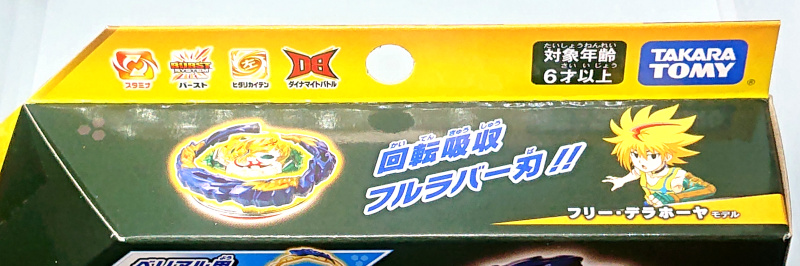 スタミナ
BURST
バースト
左
ヒダリカイテン
DB
ダイナマイトバトル
たいしょうねんれい
対象年齢
さい いじょう
6才以上
TAKARA
TOMY
®
かい てん きゅうしゅう
回転吸収
ば
フルラバー刃!!
フリー・デラホーヤ モデル